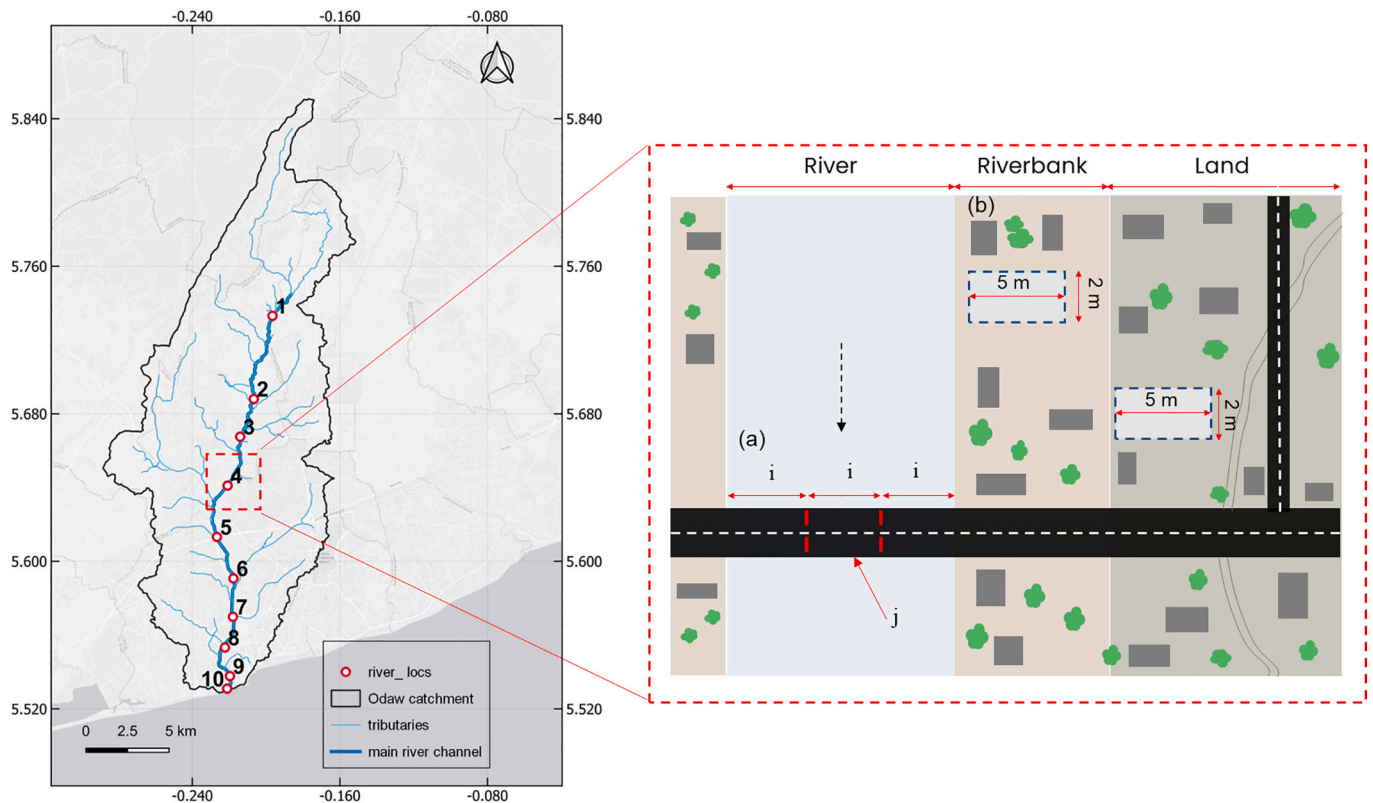 -0.240 -0.160 -0.080
5.840 5.840
5.760 5.760
5.680 5.680
5.600 5.600
5.520 5.520
-0.240 -0.160 -0.080
1
2
3
4
5
6
7
8
9
10
0 2.5 5 km
river_ locs
Odaw catchment
tributaries
main river channel
River Riverbank Land
(b)
5 m
2 m
5 m
2 m
(a)
i i i
j